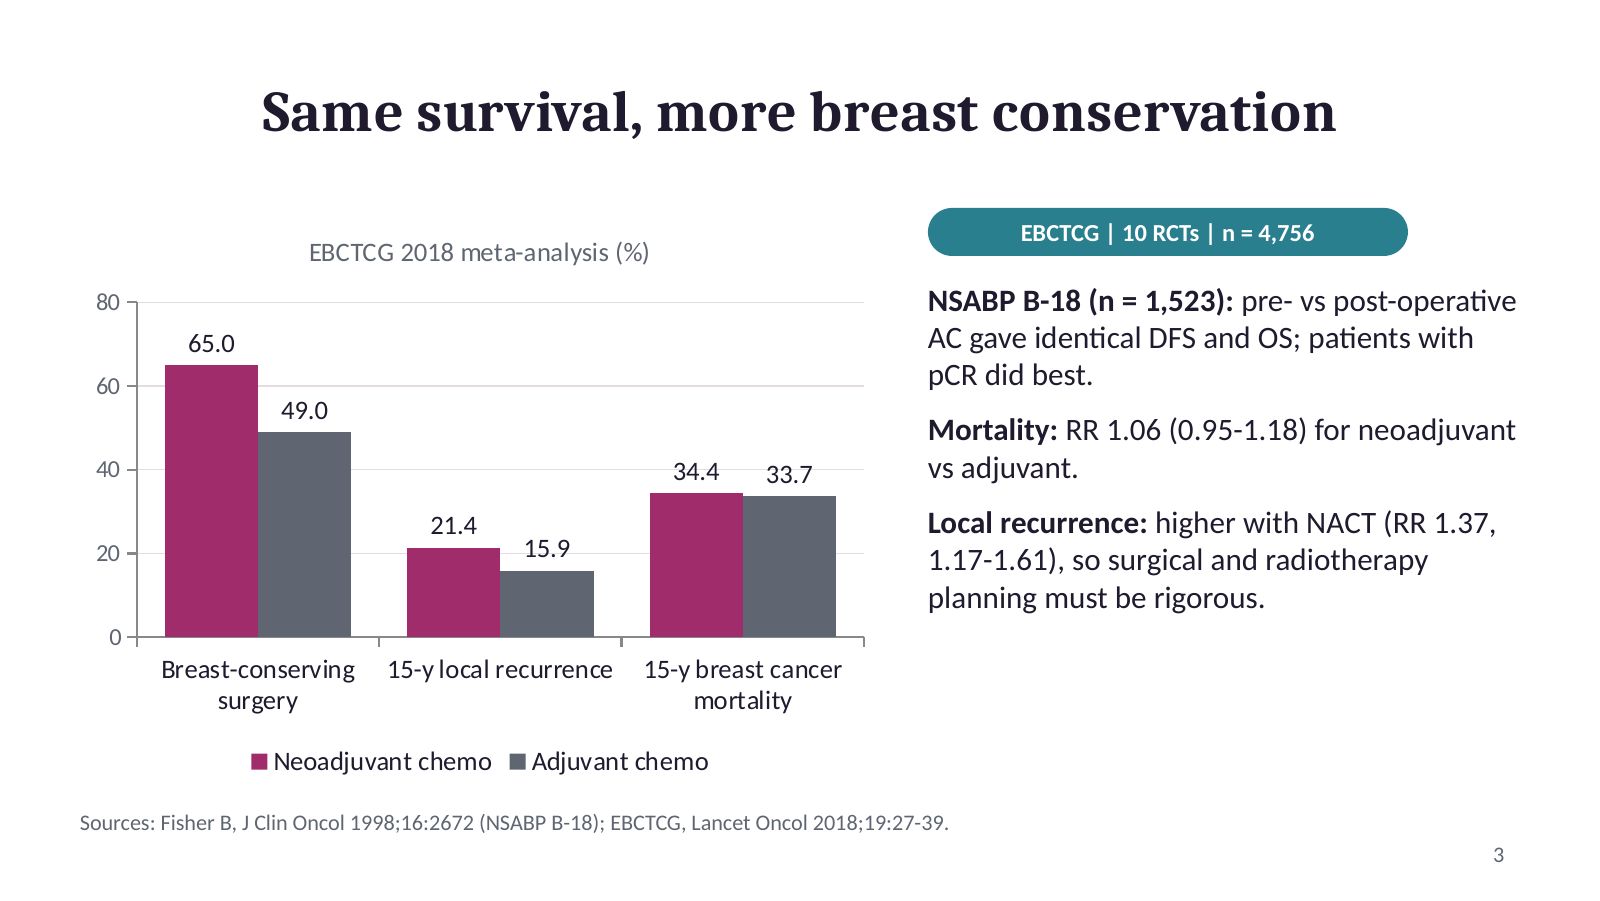 Same survival, more breast conservation
EBCTCG 2018 meta-analysis (%)
80
60
40
20
0
65.0
49.0
21.4
15.9
34.4
33.7
Breast-conserving
surgery
15-y local recurrence
15-y breast cancer
mortality
Neoadjuvant chemo
Adjuvant chemo
EBCTCG | 10 RCTs | n = 4,756
NSABP B-18 (n = 1,523): pre- vs post-operative
AC gave identical DFS and OS; patients with
pCR did best.
Mortality: RR 1.06 (0.95-1.18) for neoadjuvant
vs adjuvant.
Local recurrence: higher with NACT (RR 1.37,
1.17-1.61), so surgical and radiotherapy
planning must be rigorous.
Sources: Fisher B, J Clin Oncol 1998;16:2672 (NSABP B-18); EBCTCG, Lancet Oncol 2018;19:27-39.
3